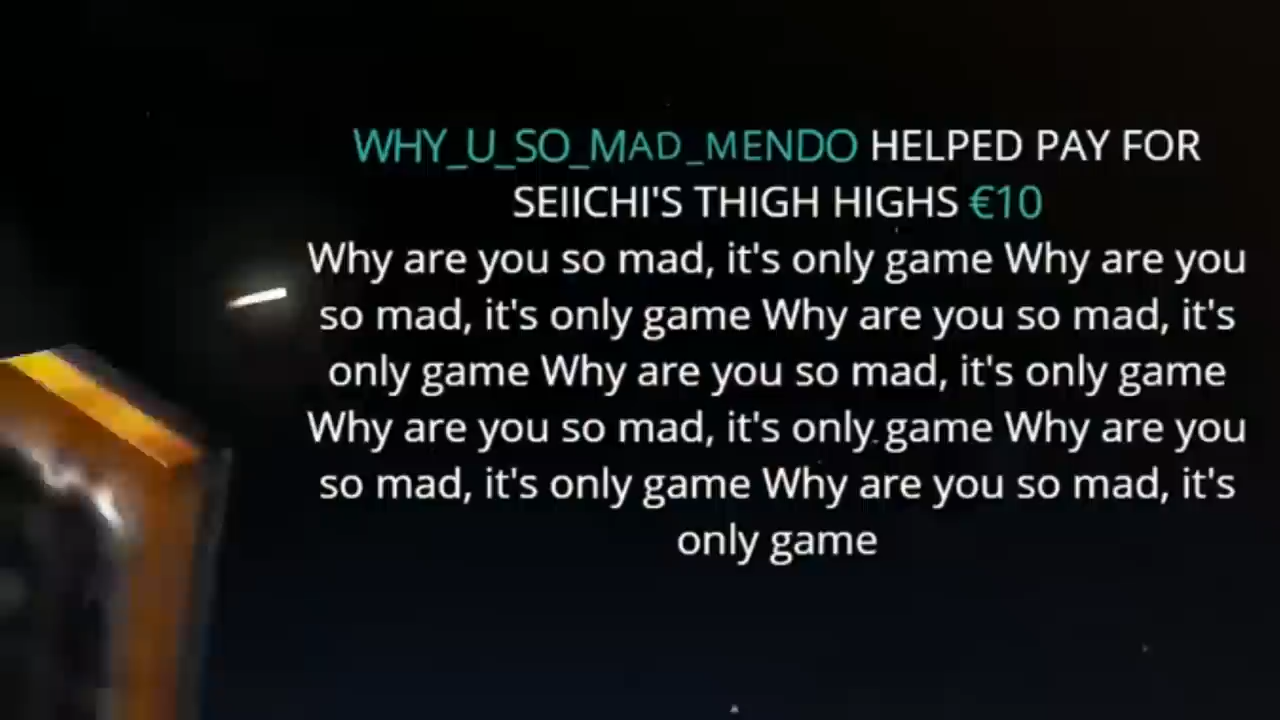 WHY_U_SO_MAD_MENDO HELPED PAY FOR
SEIICHI'S THIGH HIGHS €10
Why are you so mad, it's only game Why are you
so mad, it's only game Why are you so mad, it's
only game Why are you so mad, it's only game
Why are you so mad, it's only game Why are you
so mad, it's only game Why are you so mad, it's
only game